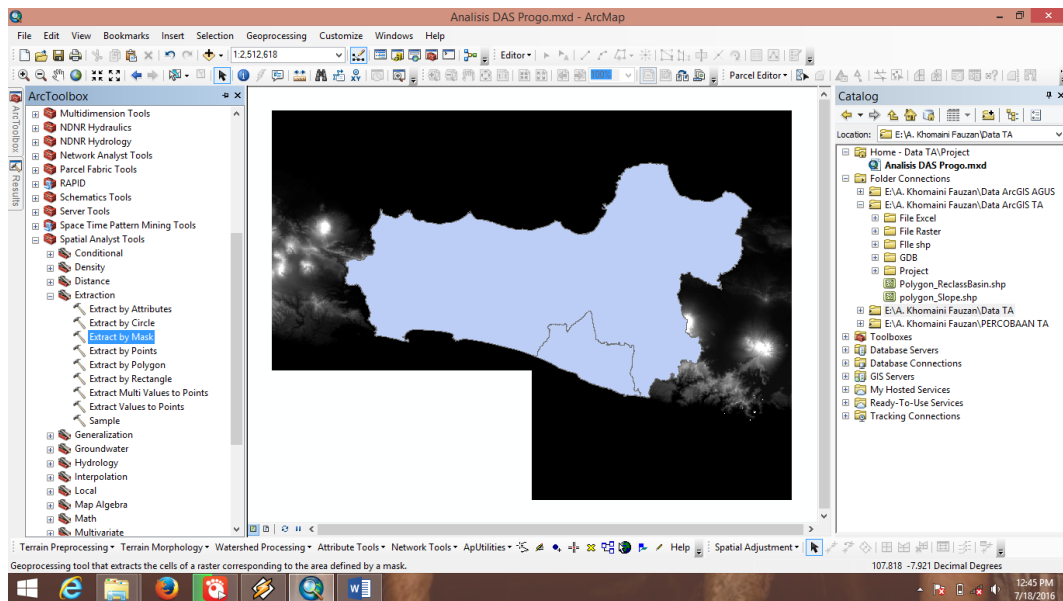 Analisis DAS Progo.mxd - ArcMap
File Edit View Bookmarks Insert Selection Geoprocessing Customize Windows Help
1:2,512,618
Editor
100%
Parcel Editor
ArcToolbox
Multidimension Tools
NDNR Hydraulics
NDNR Hydrology
Network Analyst Tools
Parcel Fabric Tools
RAPID
Schematics Tools
Server Tools
Space Time Pattern Mining Tools
Spatial Analyst Tools
Conditional
Density
Distance
Extraction
Extract by Attributes
Extract by Circle
Extract by Mask
Extract by Points
Extract by Polygon
Extract by Rectangle
Extract Multi Values to Points
Extract Values to Points
Sample
Generalization
Groundwater
Hydrology
Interpolation
Local
Map Algebra
Math
Multivariate
ArcToolbox
Results
Catalog
Location: E:\A. Khomaini Fauzan\Data TA
Home - Data TA\Project
Analisis DAS Progo.mxd
Folder Connections
E:\A. Khomaini Fauzan\Data ArcGIS AGUS
E:\A. Khomaini Fauzan\Data ArcGIS TA
File Excel
File Raster
FIle shp
GDB
Project
Polygon_ReclassBasin.shp
polygon_Slope.shp
E:\A. Khomaini Fauzan\Data TA
E:\A. Khomaini Fauzan\PERCOBAAN TA
Toolboxes
Database Servers
Database Connections
GIS Servers
My Hosted Services
Ready-To-Use Services
Tracking Connections
Terrain Preprocessing Terrain Morphology Watershed Processing Attribute Tools Network Tools ApUtilities Help Spatial Adjustment
Geoprocessing tool that extracts the cells of a raster corresponding to the area defined by a mask.
107.818 -7.921 Decimal Degrees
12:45 PM
7/18/2016